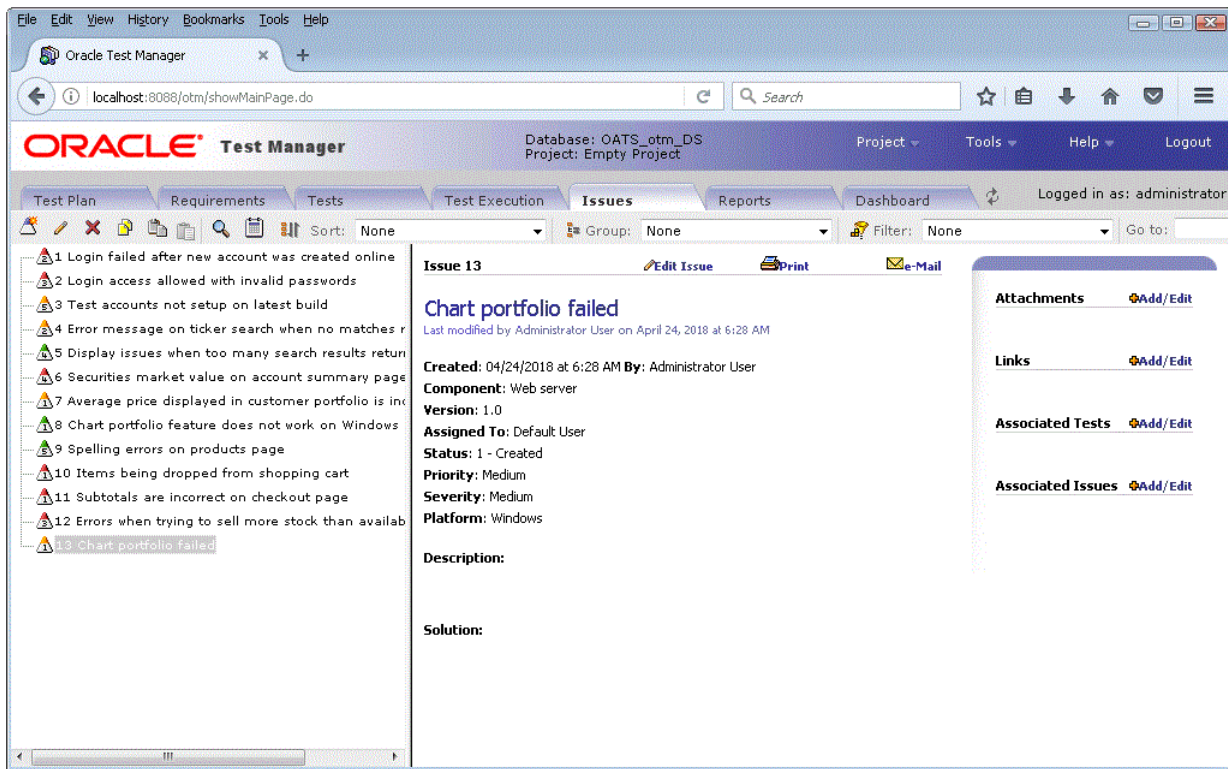 File Edit View History Bookmarks Tools Help
Oracle Test Manager
localhost:8088/otm/showMainPage.do
Search
ORACLE Test Manager
Database: OATS_otm_DS
Project: Empty Project
Project
Tools
Help
Logout
Test Plan
Requirements
Tests
Test Execution
Issues
Reports
Dashboard
Logged in as: administrator
Sort: None
Group: None
Filter: None
Go to:
1 Login failed after new account was created online
2 Login access allowed with invalid passwords
3 Test accounts not setup on latest build
4 Error message on ticker search when no matches r
5 Display issues when too many search results return
6 Securities market value on account summary page
7 Average price displayed in customer portfolio is inc
8 Chart portfolio feature does not work on Windows
9 Spelling errors on products page
10 Items being dropped from shopping cart
11 Subtotals are incorrect on checkout page
12 Errors when trying to sell more stock than availab
13 Chart portfolio failed
Issue 13
Edit Issue
Print
e-Mail
Chart portfolio failed
Last modified by Administrator User on April 24, 2018 at 6:28 AM
Created: 04/24/2018 at 6:28 AM By: Administrator User
Component: Web server
Version: 1.0
Assigned To: Default User
Status: 1 - Created
Priority: Medium
Severity: Medium
Platform: Windows
Description:
Solution:
Attachments Add/Edit
Links Add/Edit
Associated Tests Add/Edit
Associated Issues Add/Edit